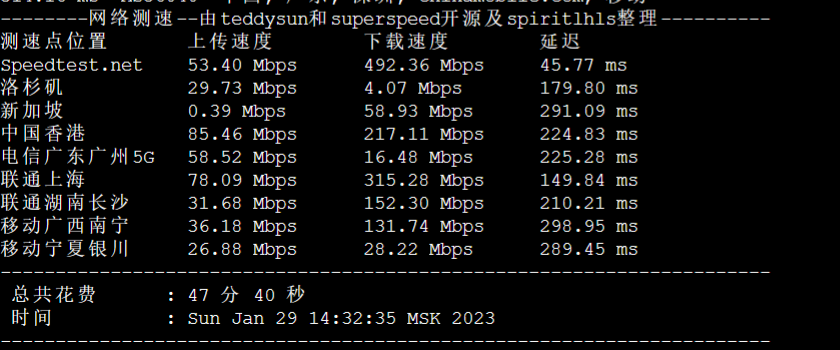 --------网络测速--由teddysun和superspeed开源及spiritlhls整理----------
测速点位置 上传速度 下载速度 延迟
Speedtest.net 53.40 Mbps 492.36 Mbps 45.77 ms
洛杉矶 29.73 Mbps 4.07 Mbps 179.80 ms
新加坡 0.39 Mbps 58.93 Mbps 291.09 ms
中国香港 85.46 Mbps 217.11 Mbps 224.83 ms
电信广东广州5G 58.52 Mbps 16.48 Mbps 225.28 ms
联通上海 78.09 Mbps 315.28 Mbps 149.84 ms
联通湖南长沙 31.68 Mbps 152.30 Mbps 210.21 ms
移动广西南宁 36.18 Mbps 131.74 Mbps 298.95 ms
移动宁夏银川 26.88 Mbps 28.22 Mbps 289.45 ms
----------------------------------------------------------------------
总共花费 : 47 分 40 秒
时间 : Sun Jan 29 14:32:35 MSK 2023
----------------------------------------------------------------------